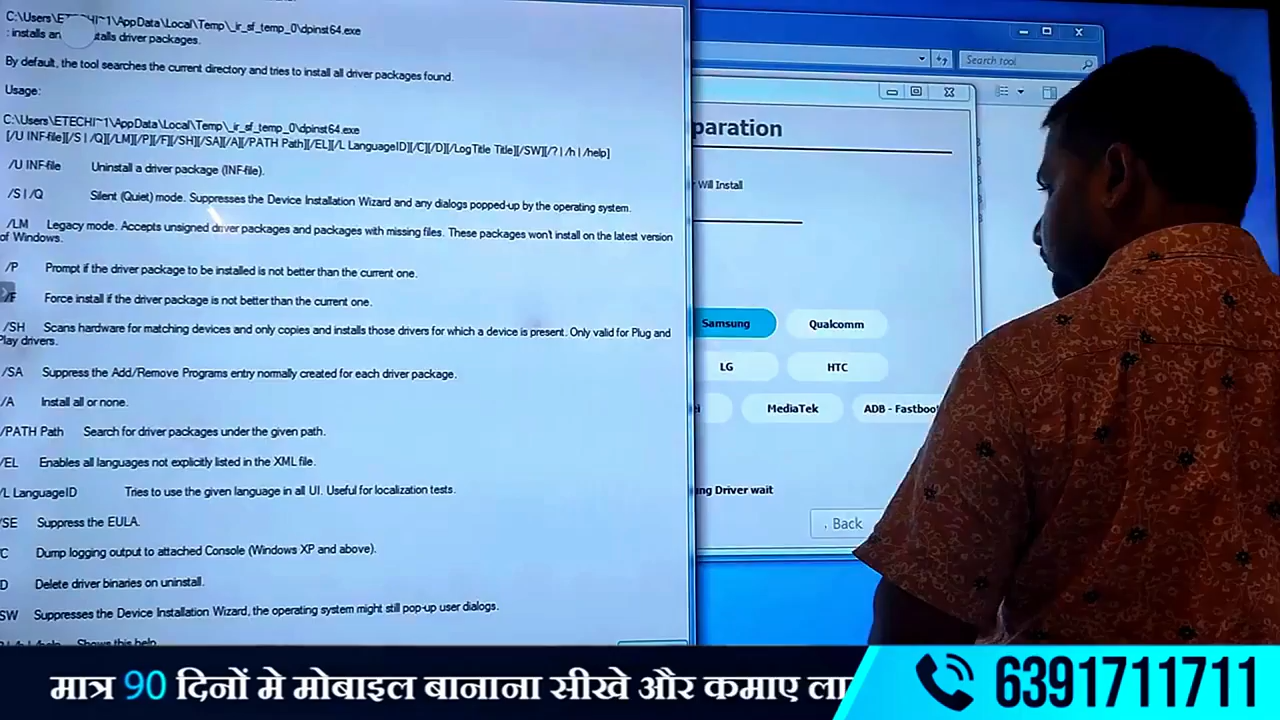 C:\Users\ETECHI~1\AppData\Local\Temp\_ir_sf_temp_0\dpinst64.exe
: installs an talls driver packages.
By default, the tool searches the current directory and tries to install all driver packages found.
Usage:
C:\Users\ETECHI~1\AppData\Local\Temp\_ir_sf_temp_0\dpinst64.exe
[/U INF-file][/S | /Q][/LM][/P][/F][/SH][/SA][/A][/PATH Path][/EL][/L LanguageID][/C][/D][/LogTitle Title][/SW][/? | /h | /help]
/U INF-file Uninstall a driver package (INF-file).
/S | /Q Silent (Quiet) mode. Suppresses the Device Installation Wizard and any dialogs popped-up by the operating system.
/LM Legacy mode. Accepts unsigned driver packages and packages with missing files. These packages won't install on the latest version
of Windows.
/P Prompt if the driver package to be installed is not better than the current one.
/F Force install if the driver package is not better than the current one.
/SH Scans hardware for matching devices and only copies and installs those drivers for which a device is present. Only valid for Plug and
Play drivers.
/SA Suppress the Add/Remove Programs entry normally created for each driver package.
/A Install all or none.
/PATH Path Search for driver packages under the given path.
/EL Enables all languages not explicitly listed in the XML file.
/L LanguageID Tries to use the given language in all UI. Useful for localization tests.
/SE Suppress the EULA.
C Dump logging output to attached Console (Windows XP and above).
D Delete driver binaries on uninstall.
SW Suppresses the Device Installation Wizard, the operating system might still pop-up user dialogs.
/help Shows this help
Search tool
paration
Will Install
Samsung
Qualcomm
LG
HTC
MediaTek
ADB - Fastboo
ng Driver wait
. Back
मात्र 90 दिनों मे मोबाइल बनाना सीखे और कमाए ला
6391711711